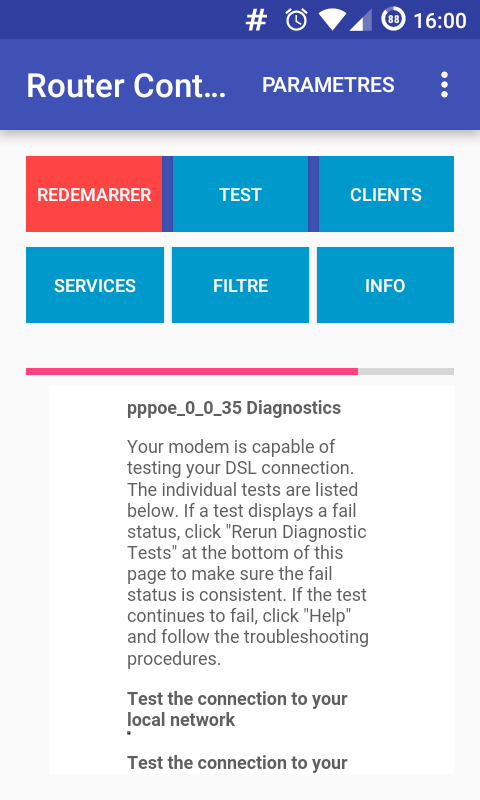 # 88 16:00
Router Cont... PARAMETRES
REDEMARRER TEST CLIENTS
SERVICES FILTRE INFO
pppoe_0_0_35 Diagnostics
Your modem is capable of
testing your DSL connection.
The individual tests are listed
below. If a test displays a fail
status, click "Rerun Diagnostic
Tests" at the bottom of this
page to make sure the fail
status is consistent. If the test
continues to fail, click "Help"
and follow the troubleshooting
procedures.
Test the connection to your
local network
Test the connection to your